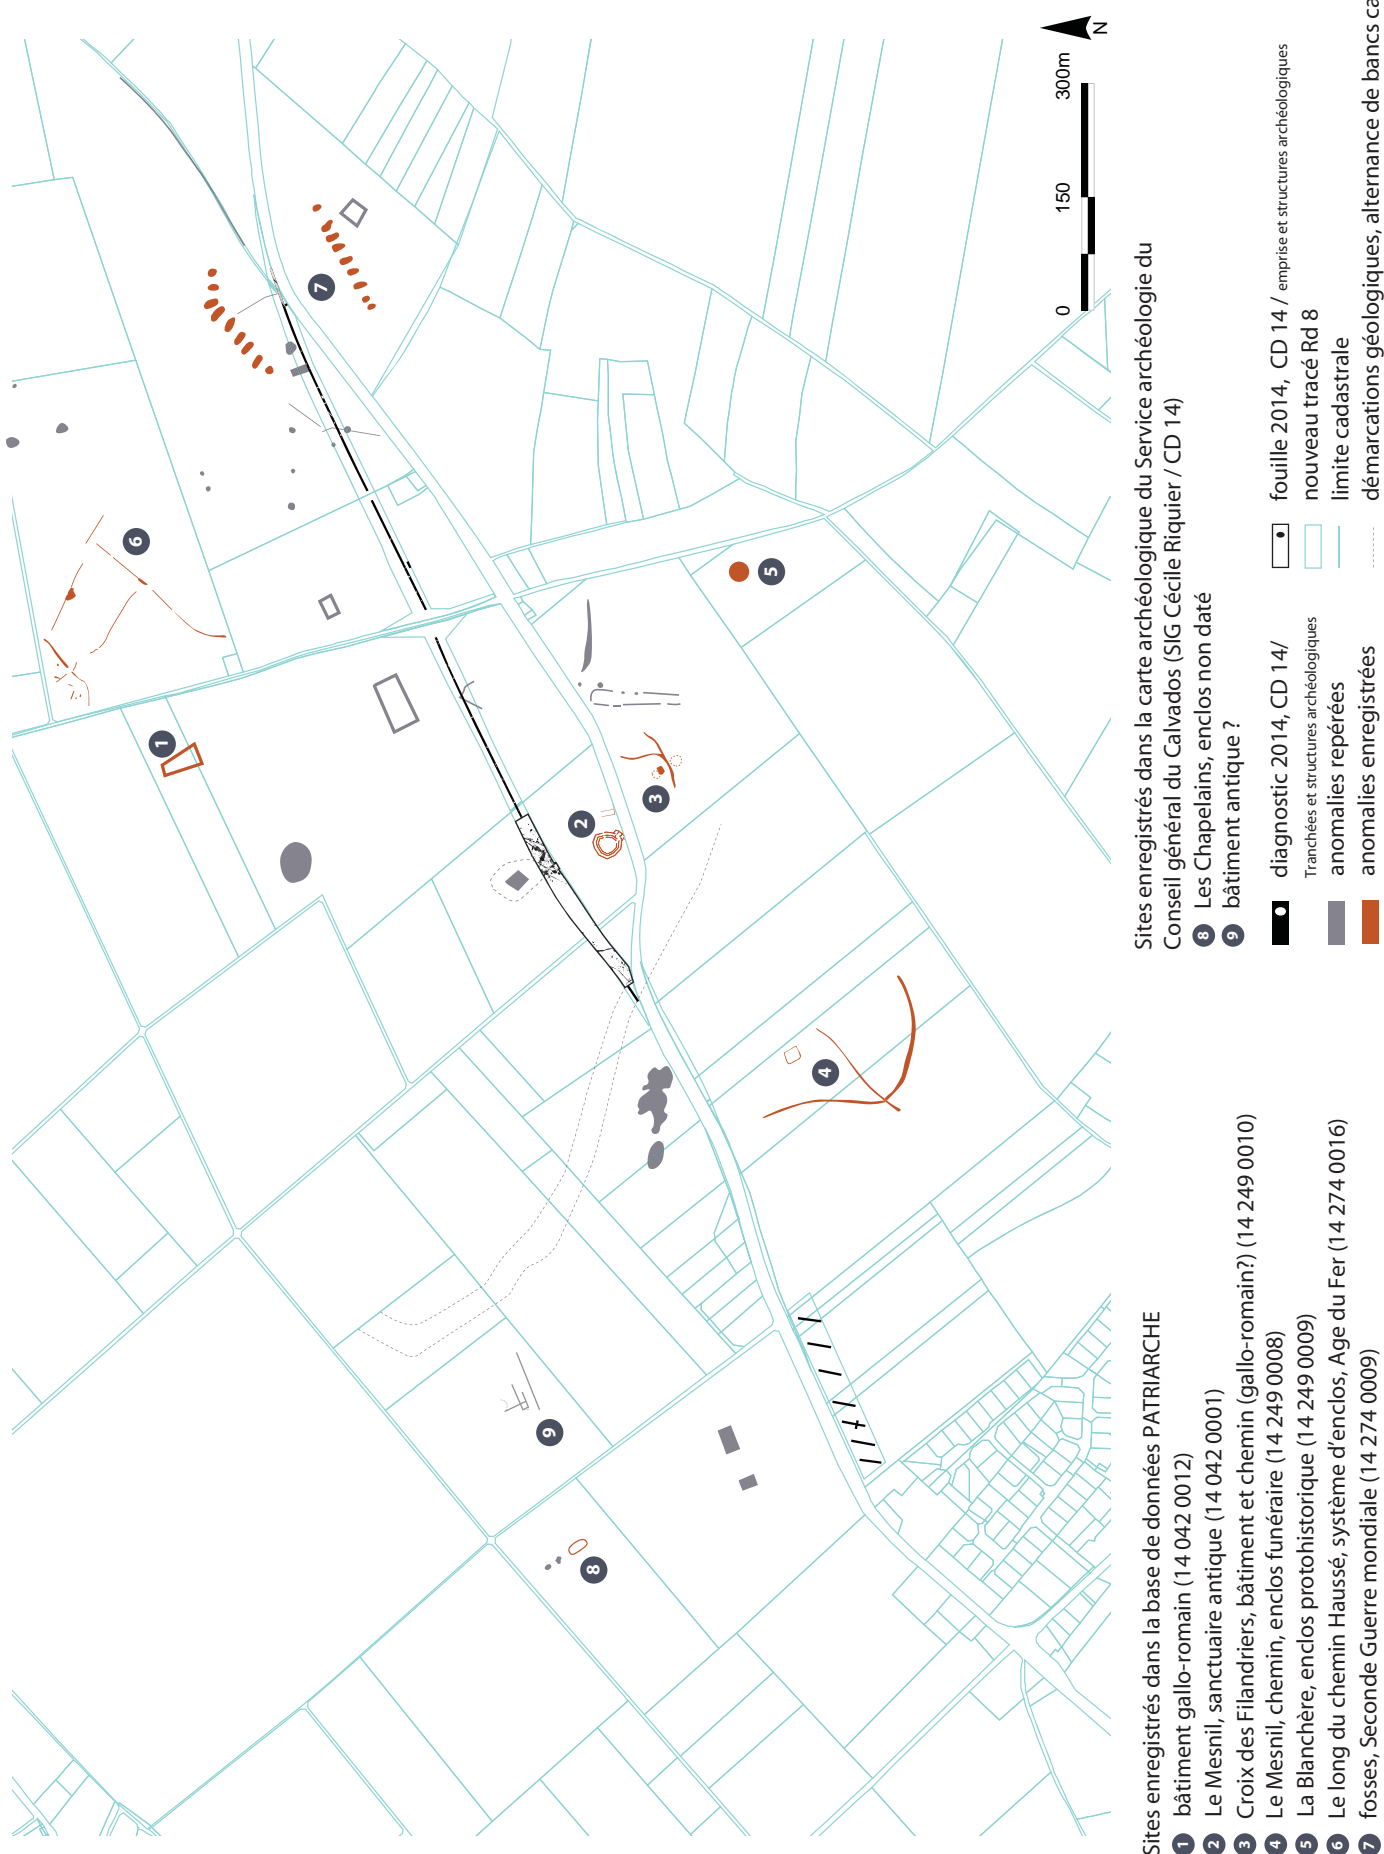 Sites enregistrés dans la base de données PATRIARCHE
1 bâtiment gallo-romain (14 042 0012)
2 Le Mesnil, sanctuaire antique (14 042 0001)
3 Croix des Filandriers, bâtiment et chemin (gallo-romain?) (14 249 0010)
4 Le Mesnil, chemin, enclos funéraire (14 249 0008)
5 La Blanchère, enclos protohistorique (14 249 0009)
6 Le long du chemin Haussé, système d'enclos, Age du Fer (14 274 0016)
7 fosses, Seconde Guerre mondiale (14 274 0009)
Sites enregistrés dans la carte archéologique du Service archéologie du
Conseil général du Calvados (SIG Cécile Riquier / CD 14)
8 Les Chapelains, enclos non daté
9 bâtiment antique ?
diagnostic 2014, CD 14/
Tranchées et structures archéologiques
anomalies repérées
anomalies enregistrées
fouille 2014, CD 14 / emprise et structures archéologiques
nouveau tracé Rd 8
limite cadastrale
démarcations géologiques, alternance de bancs
0 150 300m
N
1
2
3
4
5
6
7
8
9